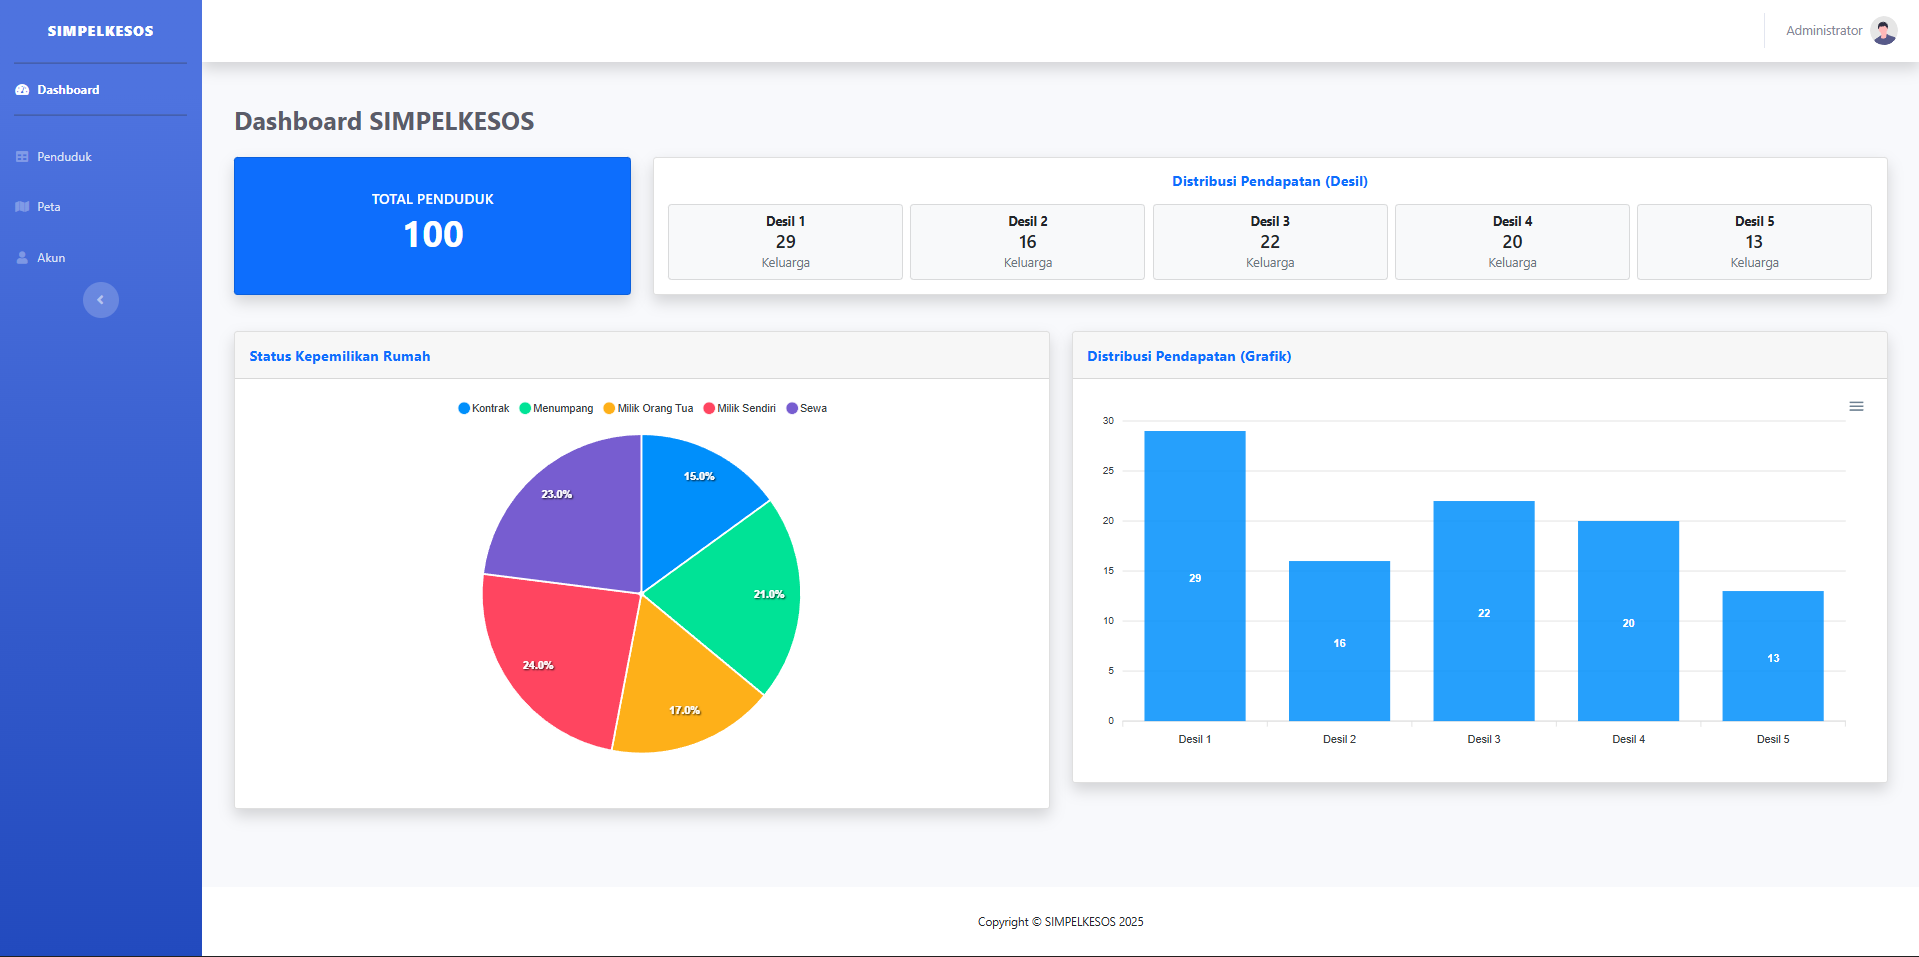 SIMPELKESOS
Administrator
Dashboard
Penduduk
Peta
Akun
Dashboard SIMPELKESOS
TOTAL PENDUDUK
100
Distribusi Pendapatan (Desil)
Desil 1
29
Keluarga
Desil 2
16
Keluarga
Desil 3
22
Keluarga
Desil 4
20
Keluarga
Desil 5
13
Keluarga
Status Kepemilikan Rumah
Kontrak Menumpang Milik Orang Tua Milik Sendiri Sewa
15.0%
23.0%
21.0%
24.0%
17.0%
Distribusi Pendapatan (Grafik)
30
25
20
15
10
5
0
29
16
22
20
13
Desil 1 Desil 2 Desil 3 Desil 4 Desil 5
Copyright © SIMPELKESOS 2025